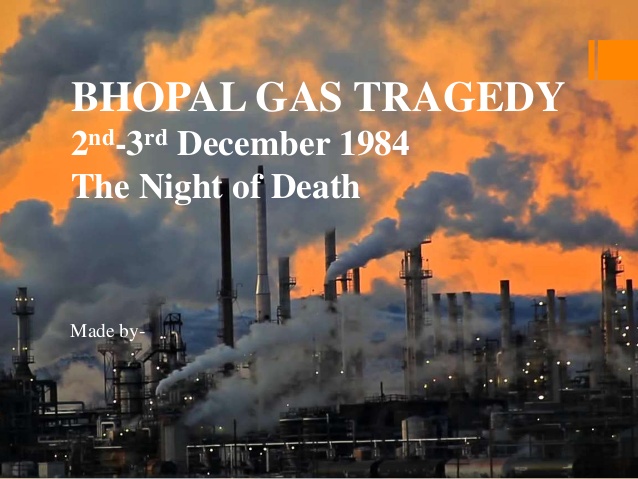 BHOPAL GAS TRAGEDY
2nd-3rd December 1984
The Night of Death
Made by-